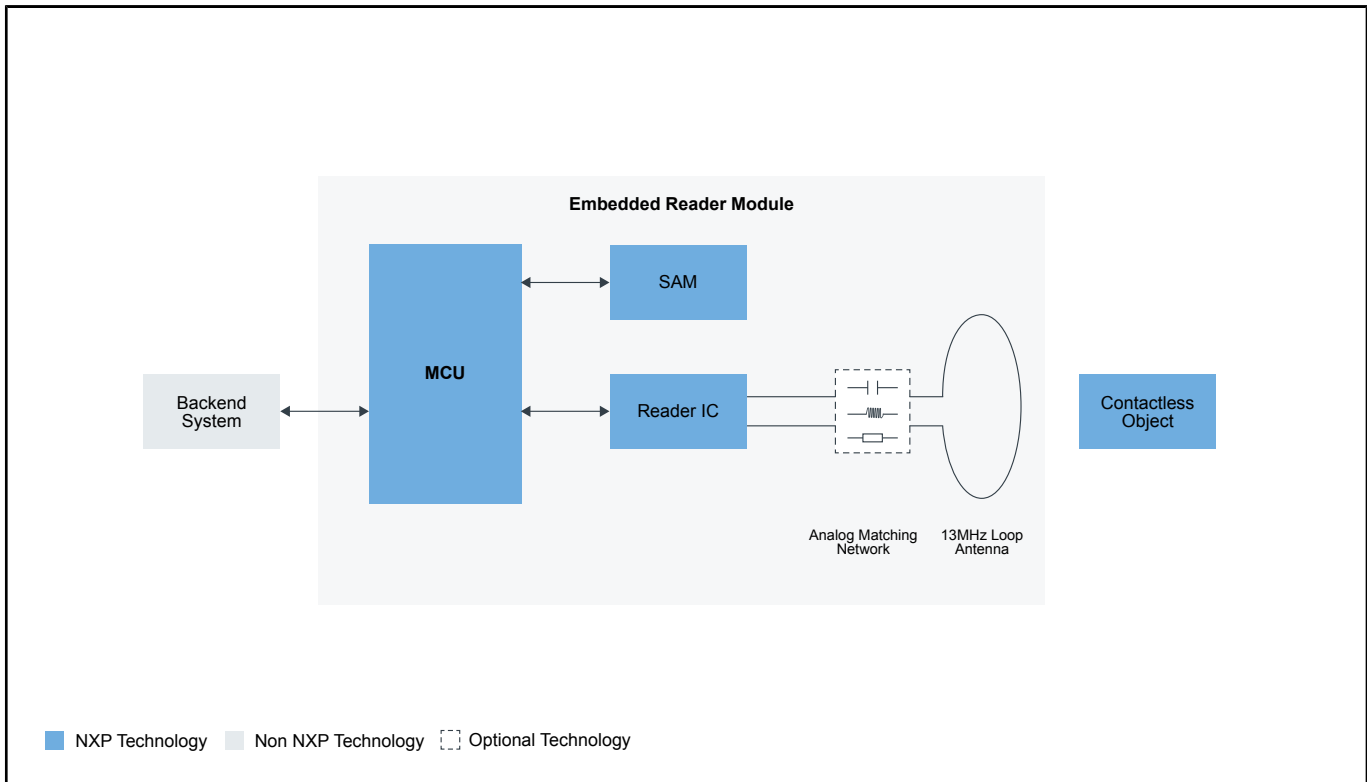 Embedded Reader Module
SAM
MCU
Backend
System
Reader IC
Contactless
Object
Analog Matching
Network
13MHz Loop
Antenna
NXP Technology
Non NXP Technology
Optional Technology